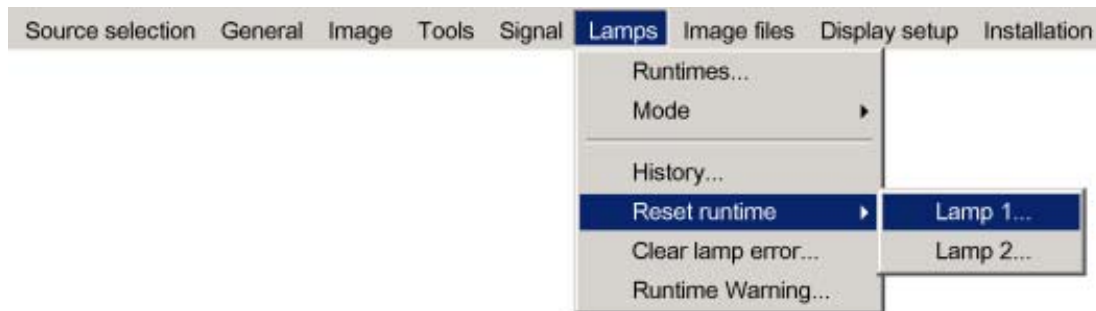 Source selection General Image Tools Signal Lamps Image files Display setup Installation
Runtimes...
Mode
History...
Reset runtime Lamp 1...
Clear lamp error... Lamp 2...
Runtime Warning...